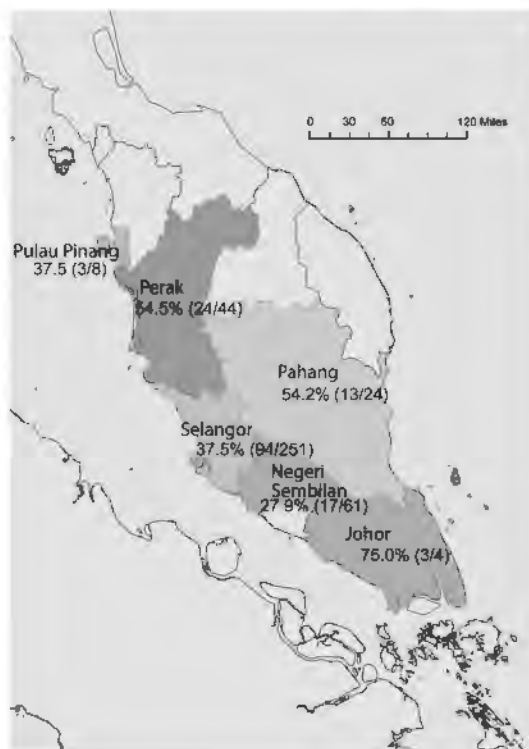 0 30 60 120 Miles
Pulau Pinang
37.5 (3/8)
Perak
54.5% (24/44)
Pahang
54.2% (13/24)
Selangor
37.5% (94/251)
Negeri
Sembilan
27.9% (17/61)
Johor
75.0% (3/4)